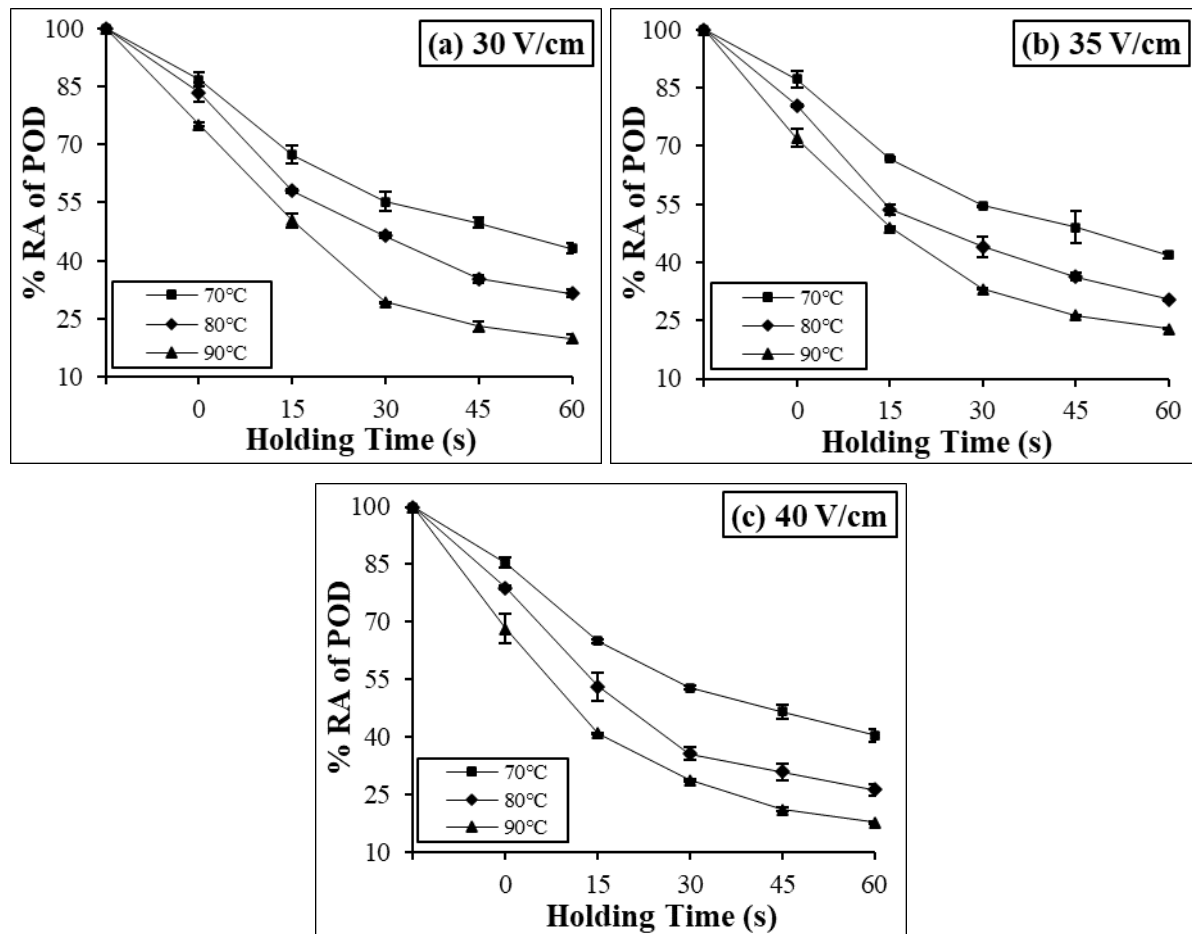 (a) 30 V/cm
% RA of POD
100
85
70
55
40
25
10
70°C
80°C
90°C
0 15 30 45 60
Holding Time (s)
(b) 35 V/cm
% RA of POD
100
85
70
55
40
25
10
70°C
80°C
90°C
0 15 30 45 60
Holding Time (s)
(c) 40 V/cm
% RA of POD
100
85
70
55
40
25
10
70°C
80°C
90°C
0 15 30 45 60
Holding Time (s)